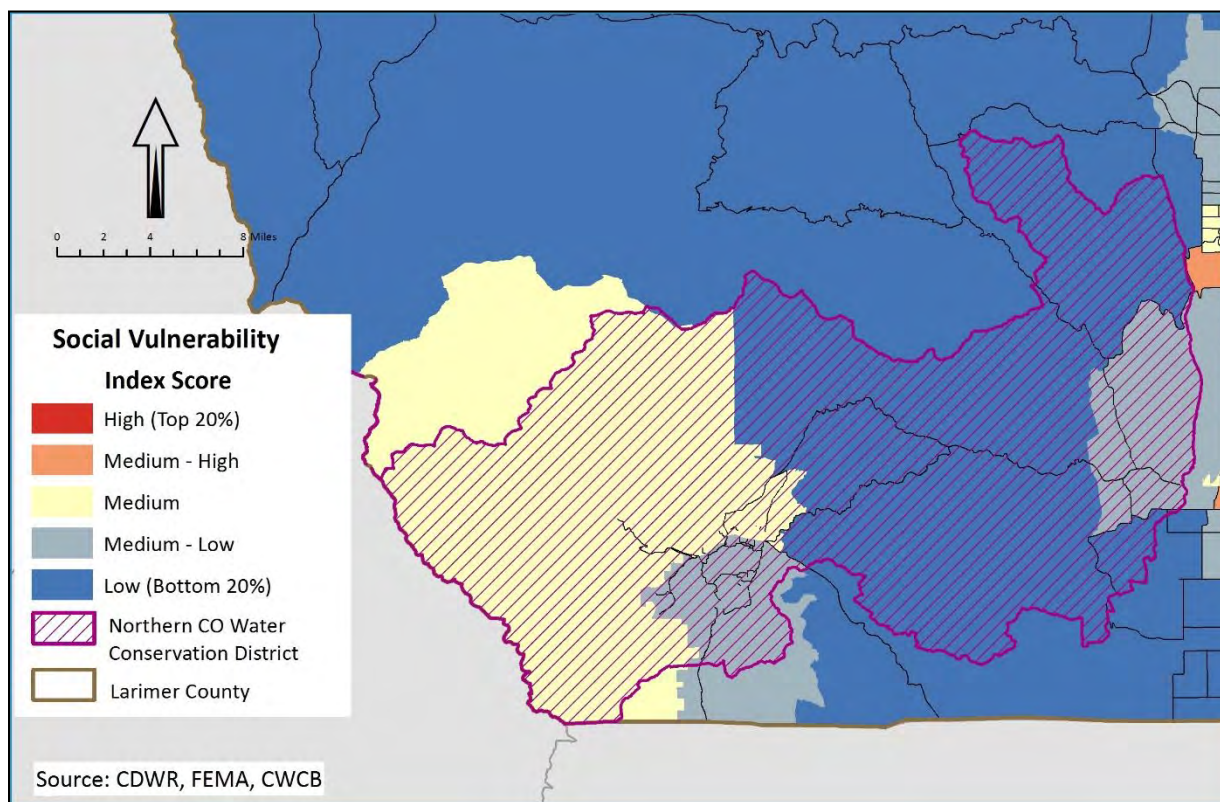 0 2 4 8 Miles
Social Vulnerability
Index Score
High (Top 20%)
Medium - High
Medium
Medium - Low
Low (Bottom 20%)
Northern CO Water
Conservation District
Larimer County
Source: CDWR, FEMA, CWCB